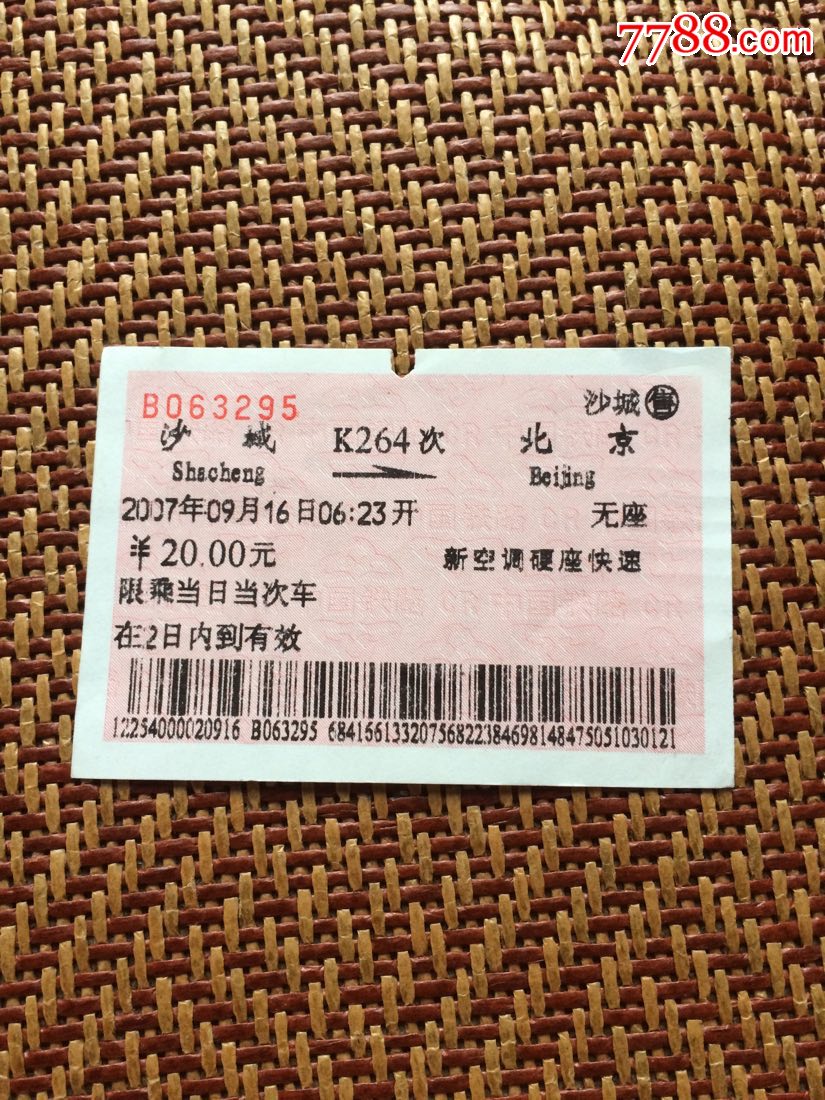 7788.com
B063295 沙城售
沙城 K264次 北京
Shacheng Beijing
2007年09月16日06:23开 无座
￥20.00元 新空调硬座快速
限乘当日当次车
在2日内到有效
12254000020916 B063295 684156133207568223846981484750510301​21